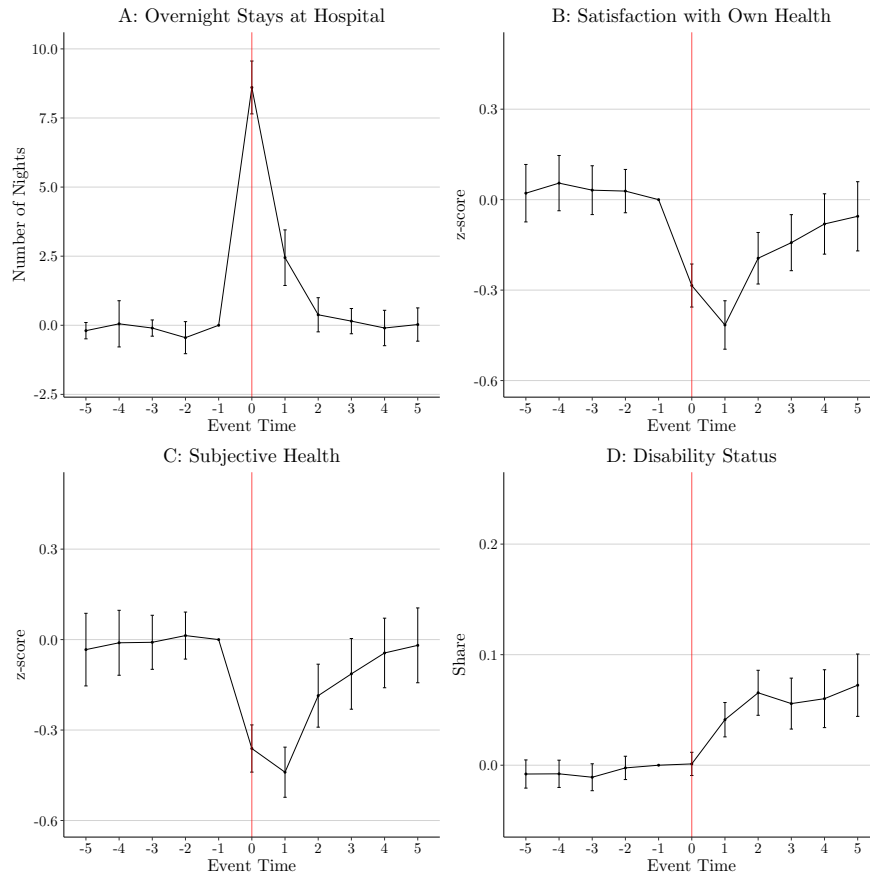 A: Overnight Stays at Hospital
10.0
7.5
5.0
2.5
0.0
-2.5
Number of Nights
-5 -4 -3 -2 -1 0 1 2 3 4 5
Event Time
B: Satisfaction with Own Health
0.3
0.0
-0.3
-0.6
z-score
-5 -4 -3 -2 -1 0 1 2 3 4 5
Event Time
C: Subjective Health
0.3
0.0
-0.3
-0.6
z-score
-5 -4 -3 -2 -1 0 1 2 3 4 5
Event Time
D: Disability Status
0.2
0.1
0.0
Share
-5 -4 -3 -2 -1 0 1 2 3 4 5
Event Time